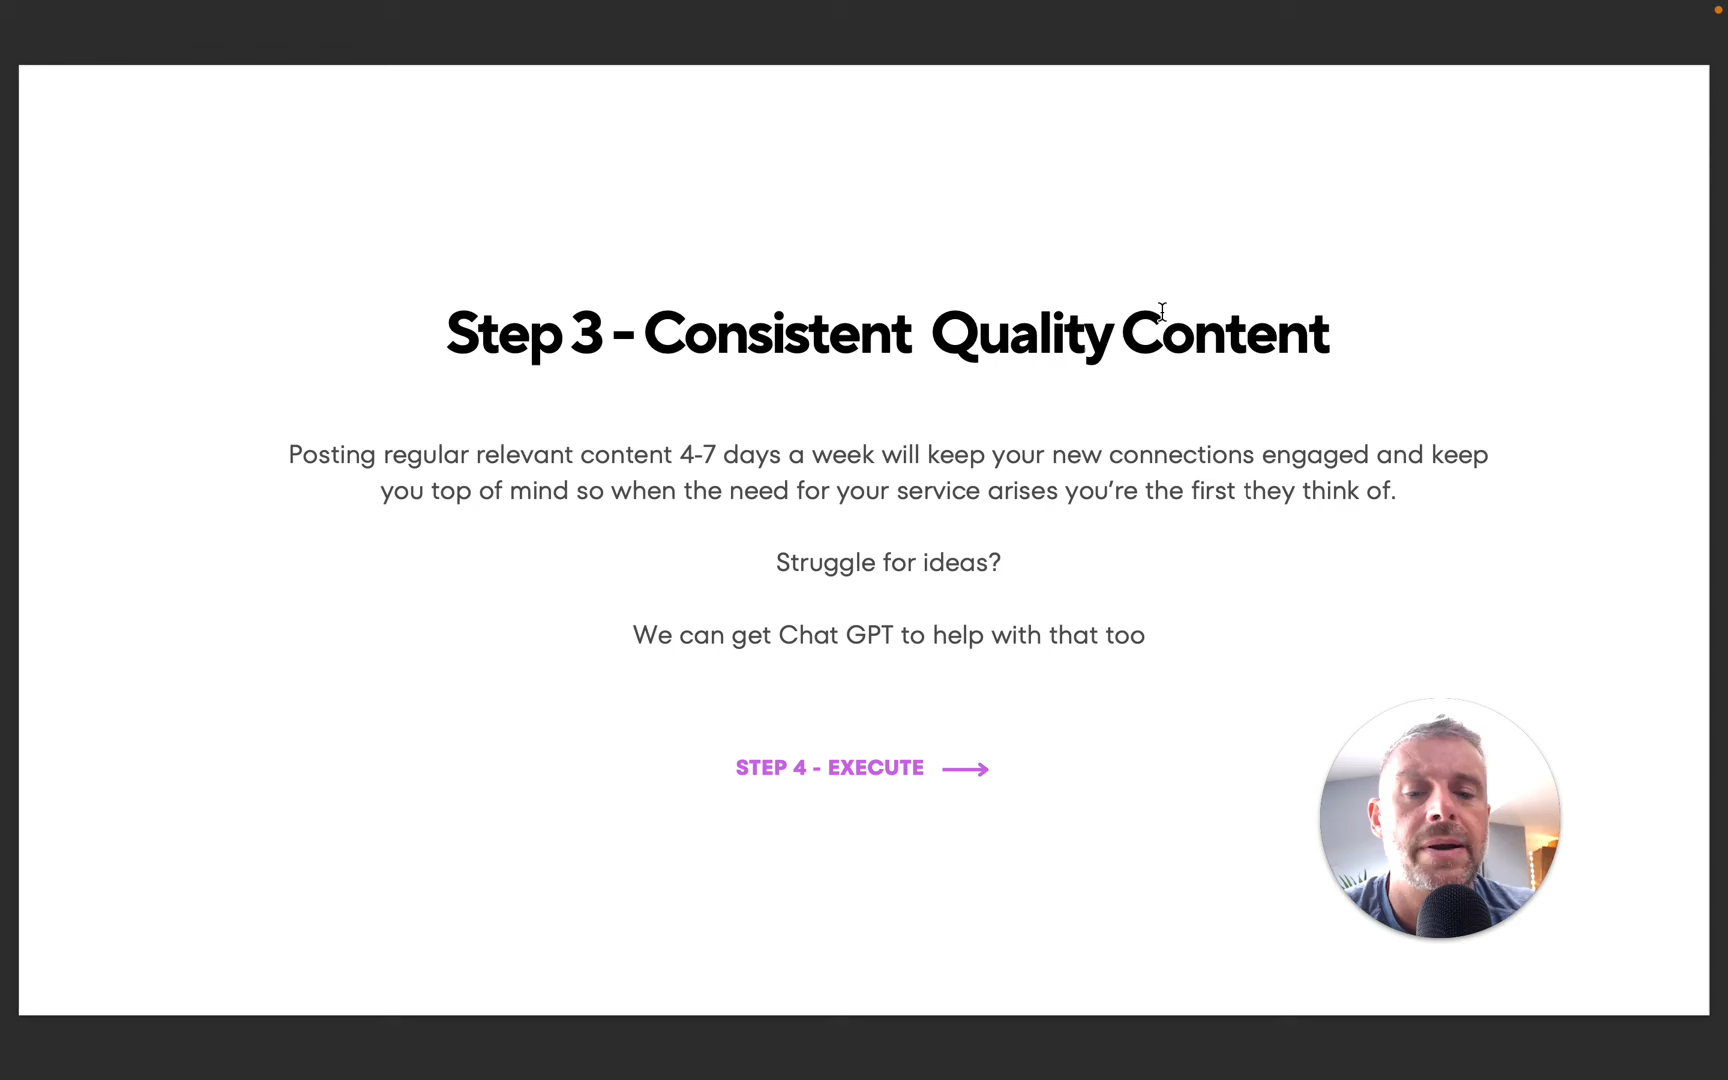 Step 3 - Consistent Quality Content
Posting regular relevant content 4-7 days a week will keep your new connections engaged and keep
you top of mind so when the need for your service arises you’re the first they think of.
Struggle for ideas?
We can get Chat GPT to help with that too
STEP 4 - EXECUTE